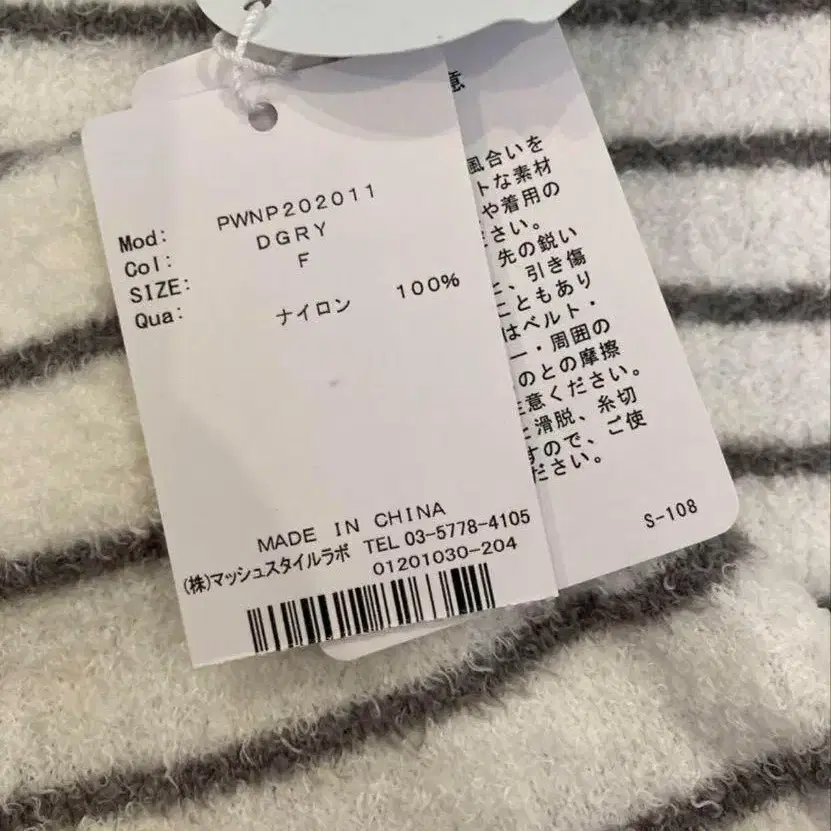 Mod: PWNP202011
Col: DGRY
SIZE: F
Qua: ナイロン 100%
MADE IN CHINA
(株)マッシュスタイルラボ TEL 03-5778-4105
01201030-204
意
風合いを
トな素材
や着用の
ださい。
先の鋭い
と、引き傷
こともあり
はベルト・
ー・周囲の
のとの摩擦
注意ください。
と滑脱、糸切
すので、ご使
ださい。
S-108